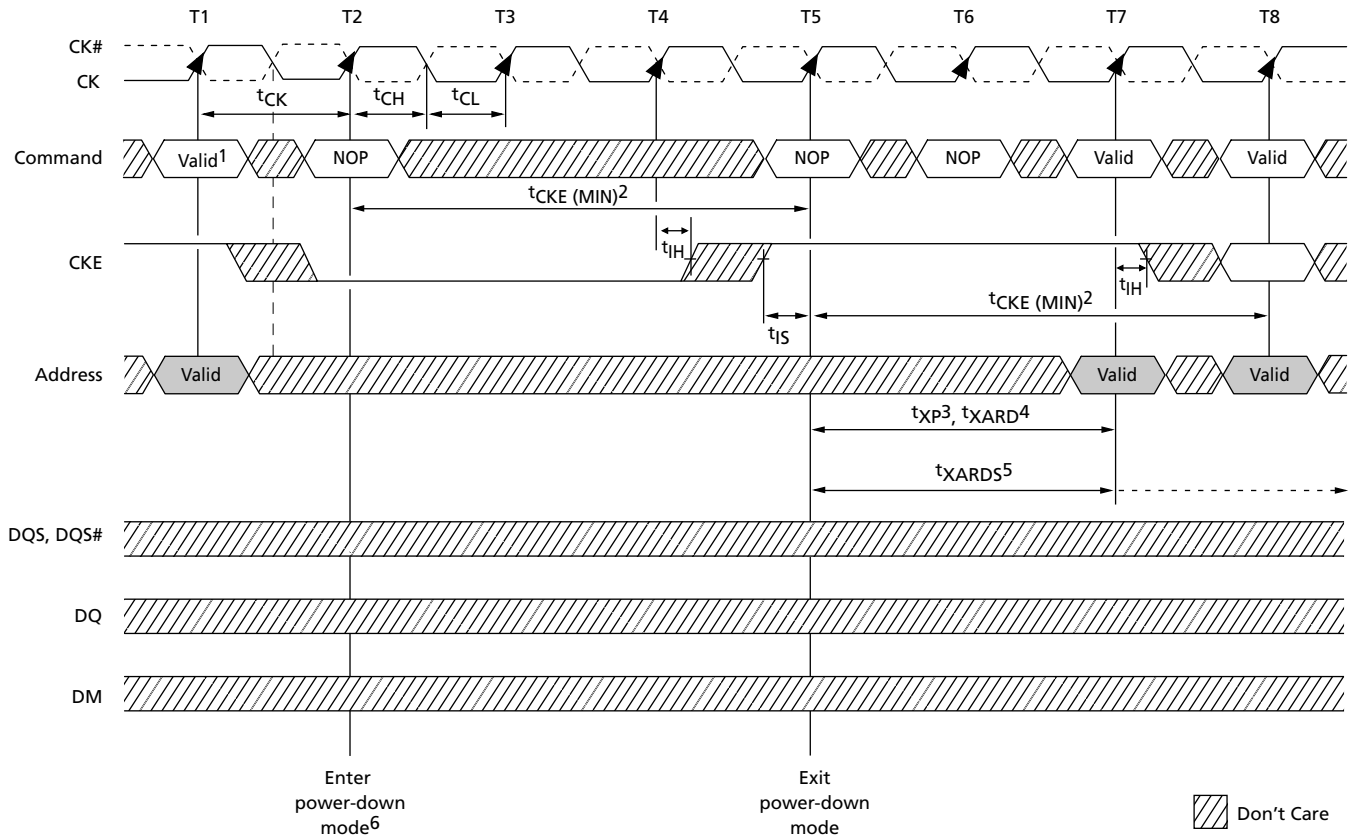 T1 T2 T3 T4 T5 T6 T7 T8
CK#
CK
tCK tCH tCL
Command Valid1 NOP NOP NOP Valid Valid
tCKE (MIN)2
CKE tIH tIH
tCKE (MIN)2
tIS
Address Valid Valid Valid
tXP3, tXARD4
tXARDS5
DQS, DQS#
DQ
DM
Enter Exit
power-down power-down
mode6 mode
Don't Care